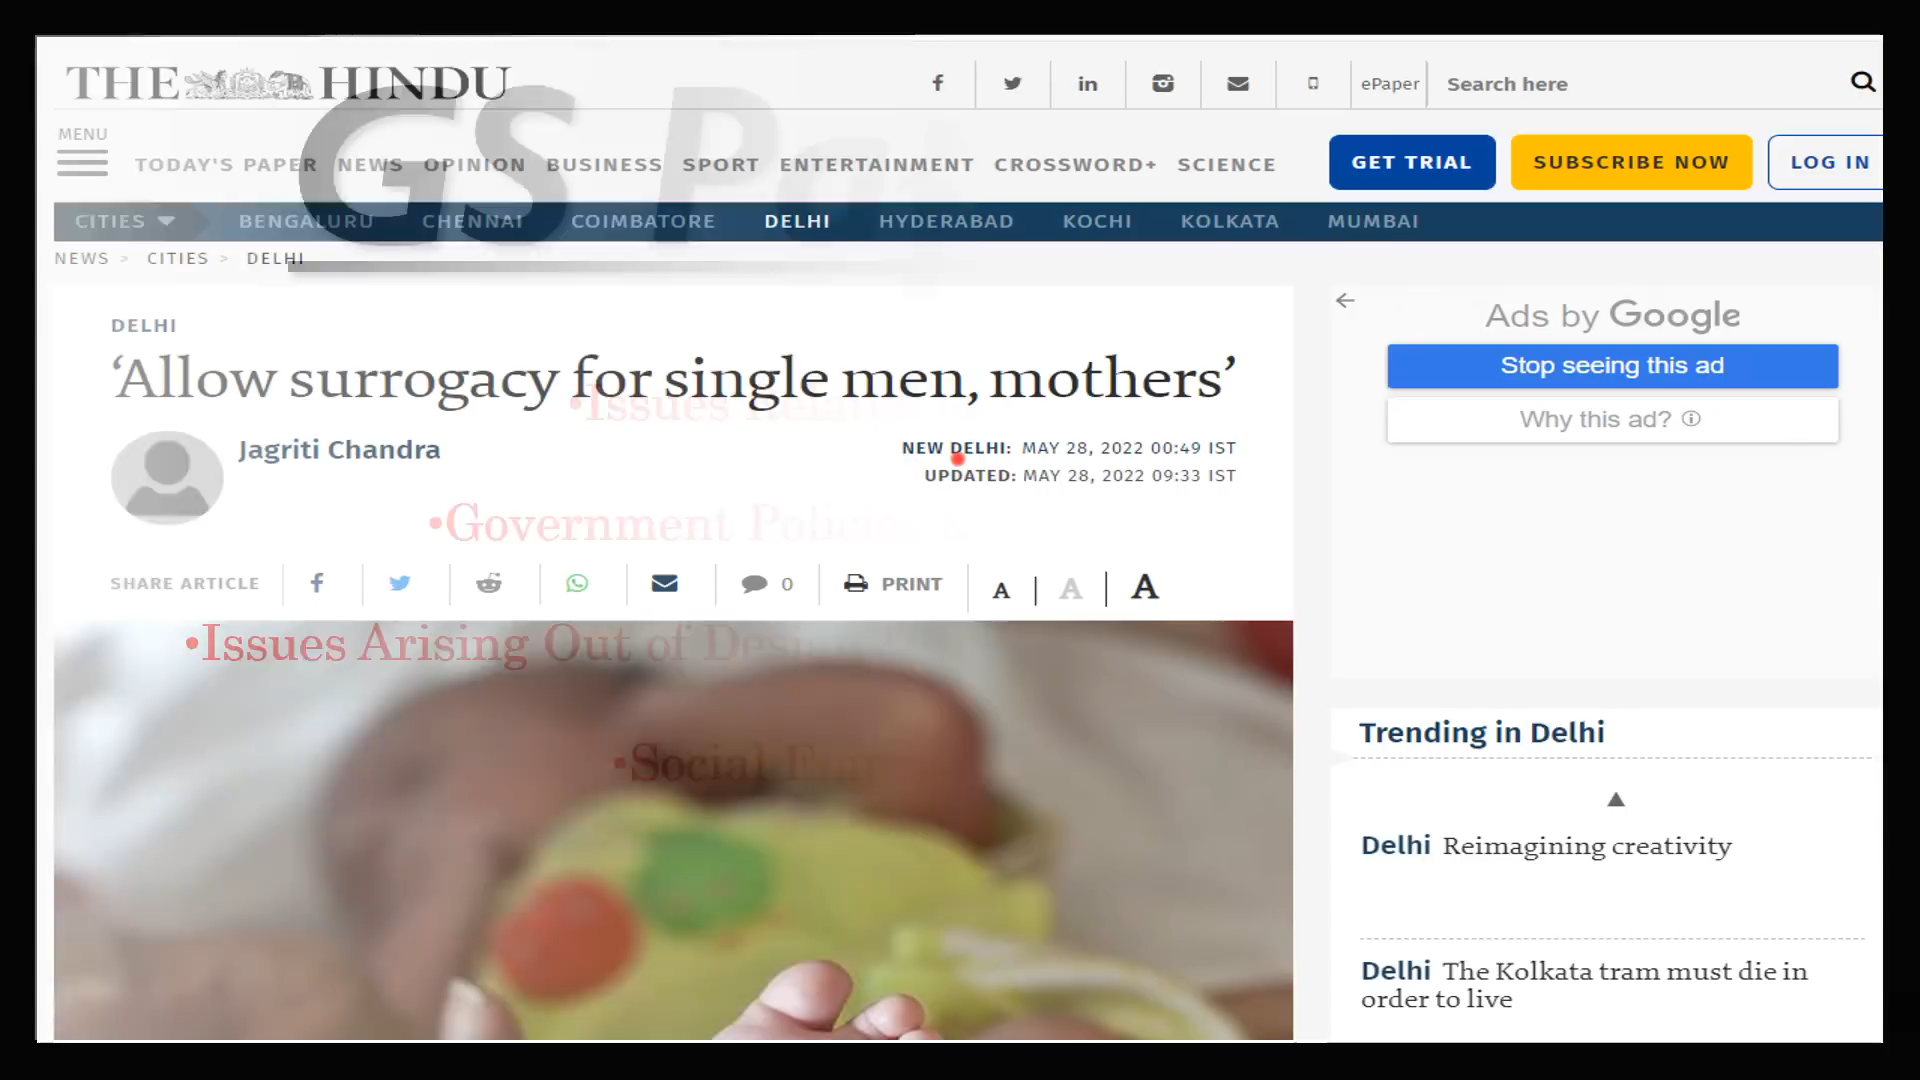 THE HINDU
ePaper
Search here
GS
MENU
TODAY'S PAPER NEWS OPINION BUSINESS SPORT ENTERTAINMENT CROSSWORD+ SCIENCE
GET TRIAL
SUBSCRIBE NOW
LOG IN
CITIES BENGALURU CHENNAI COIMBATORE DELHI HYDERABAD KOCHI KOLKATA MUMBAI
NEWS > CITIES > DELHI
DELHI
‘Allow surrogacy for single men, mothers’
•Issues
Jagriti Chandra
NEW DELHI: MAY 28, 2022 00:49 IST
UPDATED: MAY 28, 2022 09:33 IST
•Government
SHARE ARTICLE
0
PRINT
A | A | A
•Issues Arising Out of
•Social
Ads by Google
Stop seeing this ad
Why this ad?
Trending in Delhi
Delhi Reimagining creativity
Delhi The Kolkata tram must die in
order to live